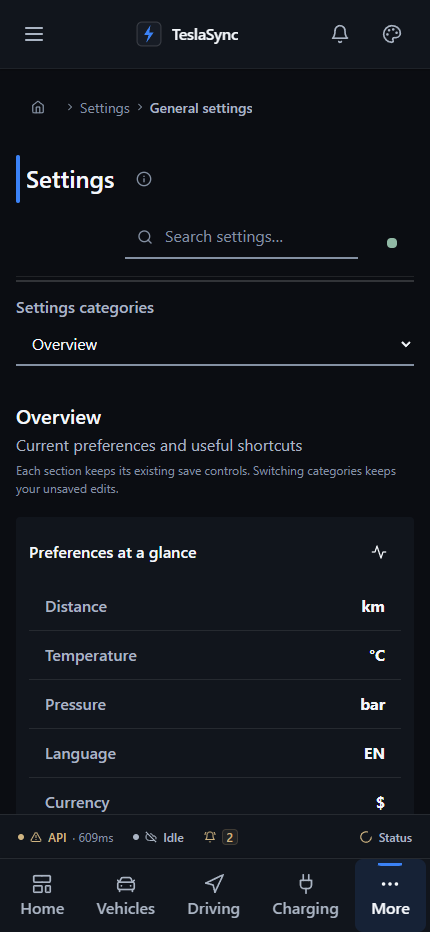 TeslaSync
Settings
General settings
Settings
Search settings...
Settings categories
Overview
Overview
Current preferences and useful shortcuts
Each section keeps its existing save controls. Switching categories keeps
your unsaved edits.
Preferences at a glance
Distance km
Temperature °C
Pressure bar
Language EN
Currency $
API · 609ms Idle 2 Status
Home Vehicles Driving Charging More